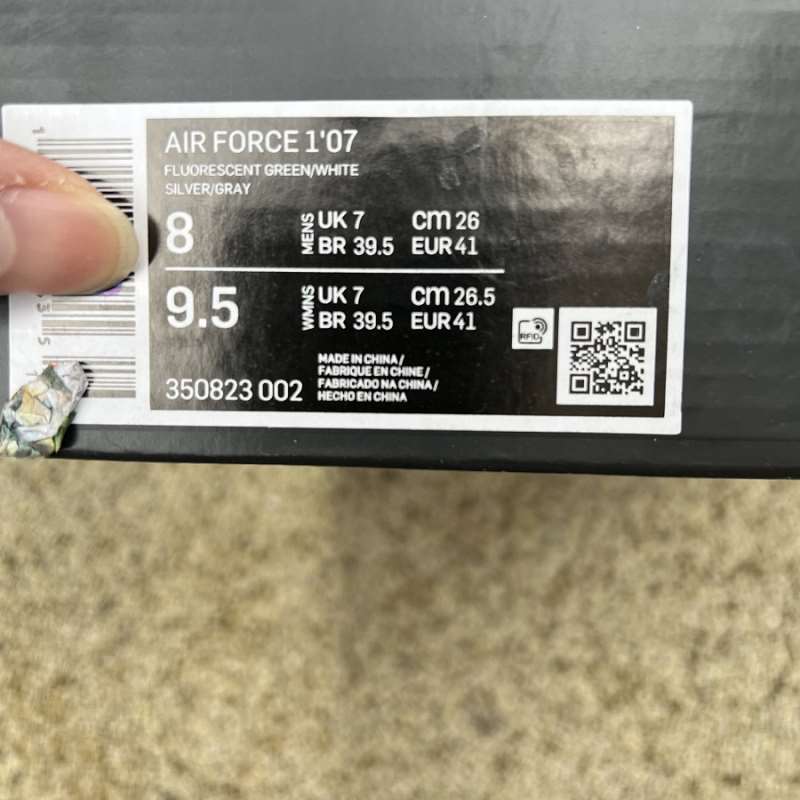 AIR FORCE 1'07
FLUORESCENT GREEN/WHITE
SILVER/GRAY
8 MENS UK 7 cm 26
BR 39.5 EUR 41
9.5 WMNS UK 7 cm 26.5
BR 39.5 EUR 41
RFID
350823 002
MADE IN CHINA /
FABRIQUE EN CHINE /
FABRICADO NA CHINA /
HECHO EN CHINA